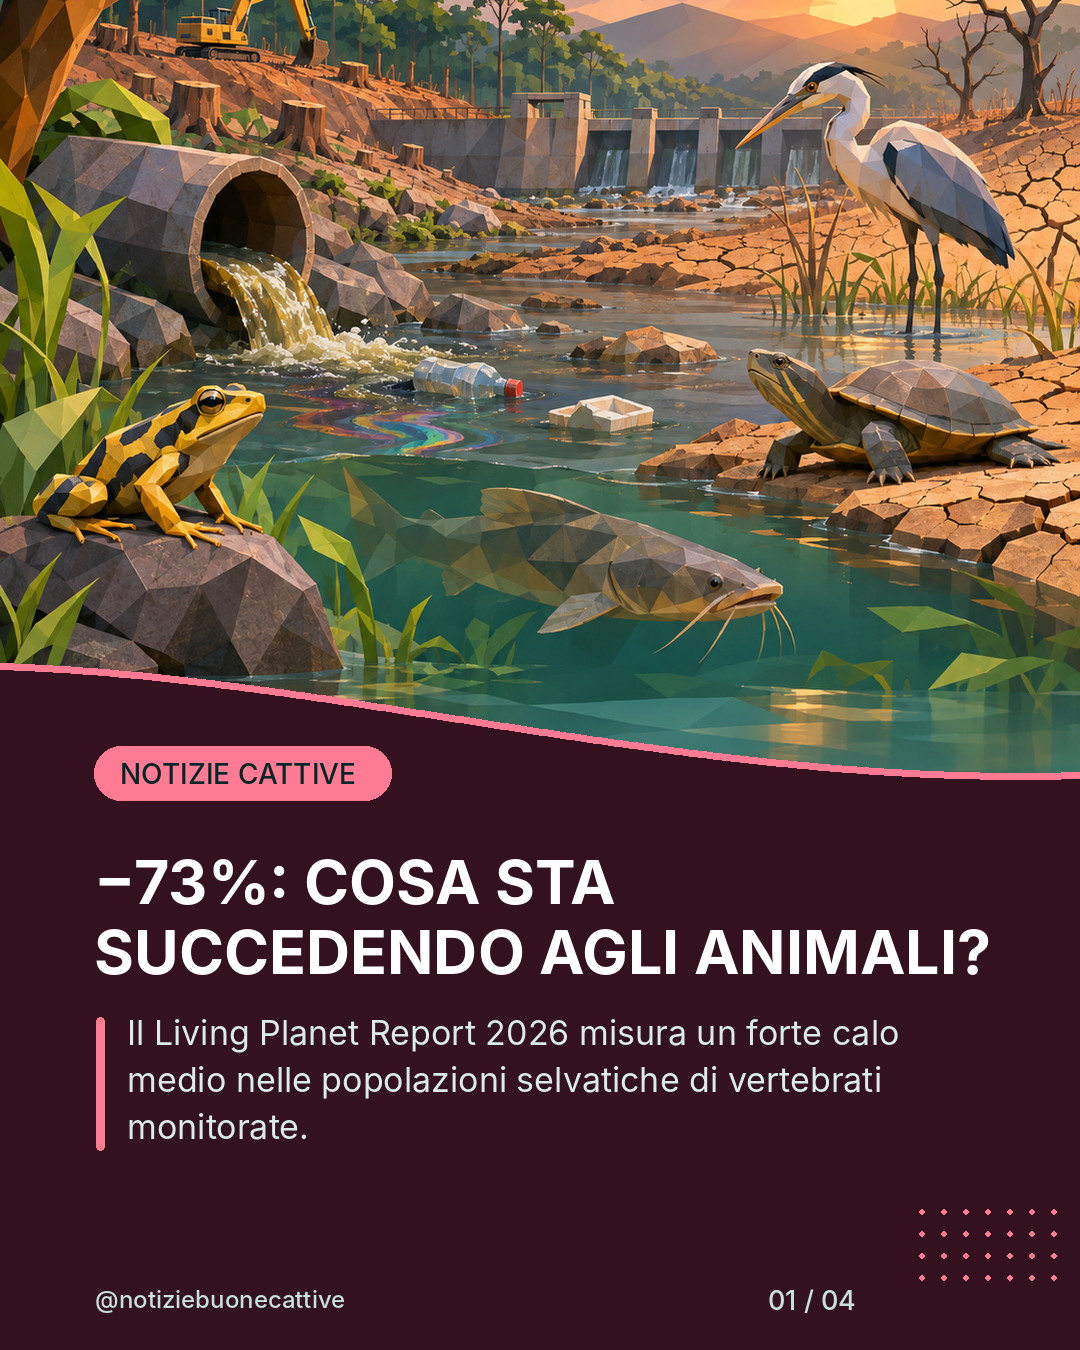 NOTIZIE CATTIVE
−73%: COSA STA
SUCCEDENDO AGLI ANIMALI?
Il Living Planet Report 2026 misura un forte calo
medio nelle popolazioni selvatiche di vertebrati
monitorate.
@notiziebuonecattive
01 / 04